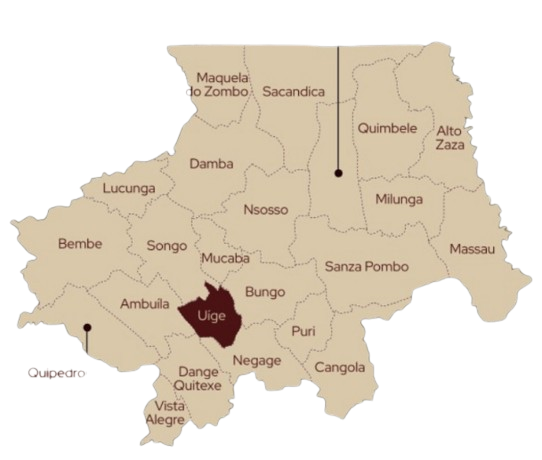 Maquela
do Zombo
Sacandica
Quimbele
Alto
Zaza
Damba
Lucunga
Nsosso
Milunga
Bembe
Songo
Mucaba
Sanza Pombo
Massau
Ambuila
Uíge
Bungo
Puri
Quipedro
Dange
Quitexe
Negage
Cangola
Vista
Alegre